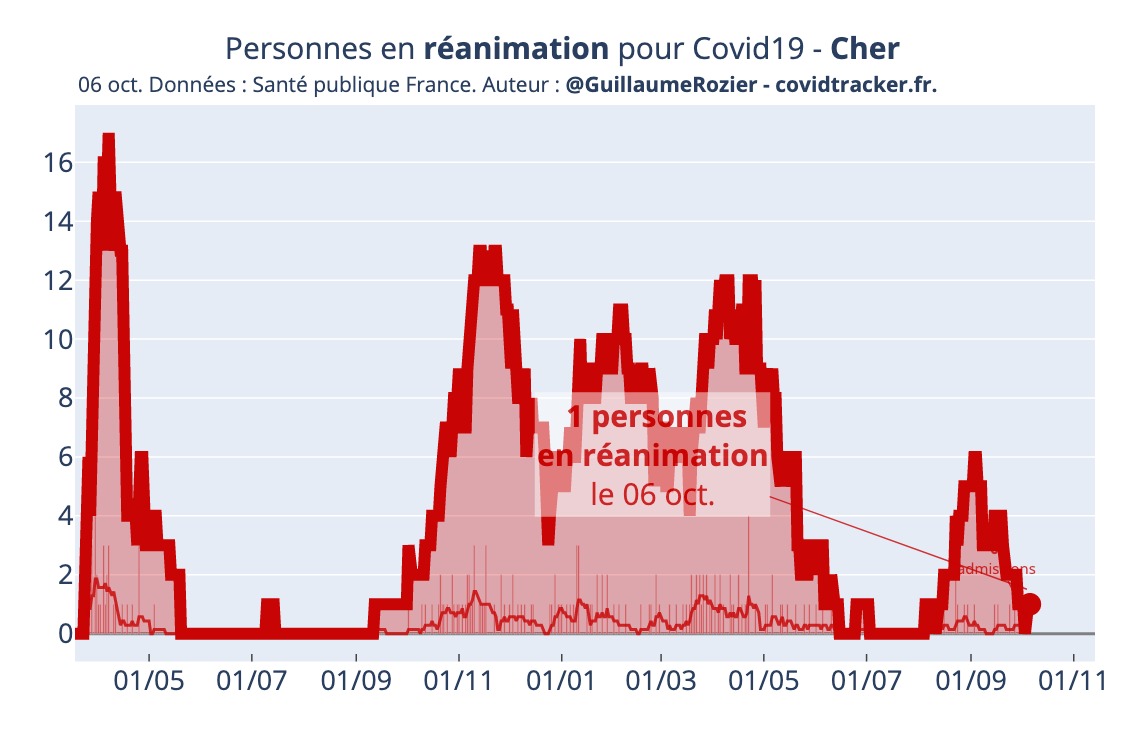 Personnes en réanimation pour Covid19 - Cher
06 oct. Données : Santé publique France. Auteur : @GuillaumeRozier - covidtracker.fr.
16
14
12
10
8
6
4
2
0
1 personnes
en réanimation
le 06 oct.
admissions
01/05 01/07 01/09 01/11 01/01 01/03 01/05 01/07 01/09 01/11